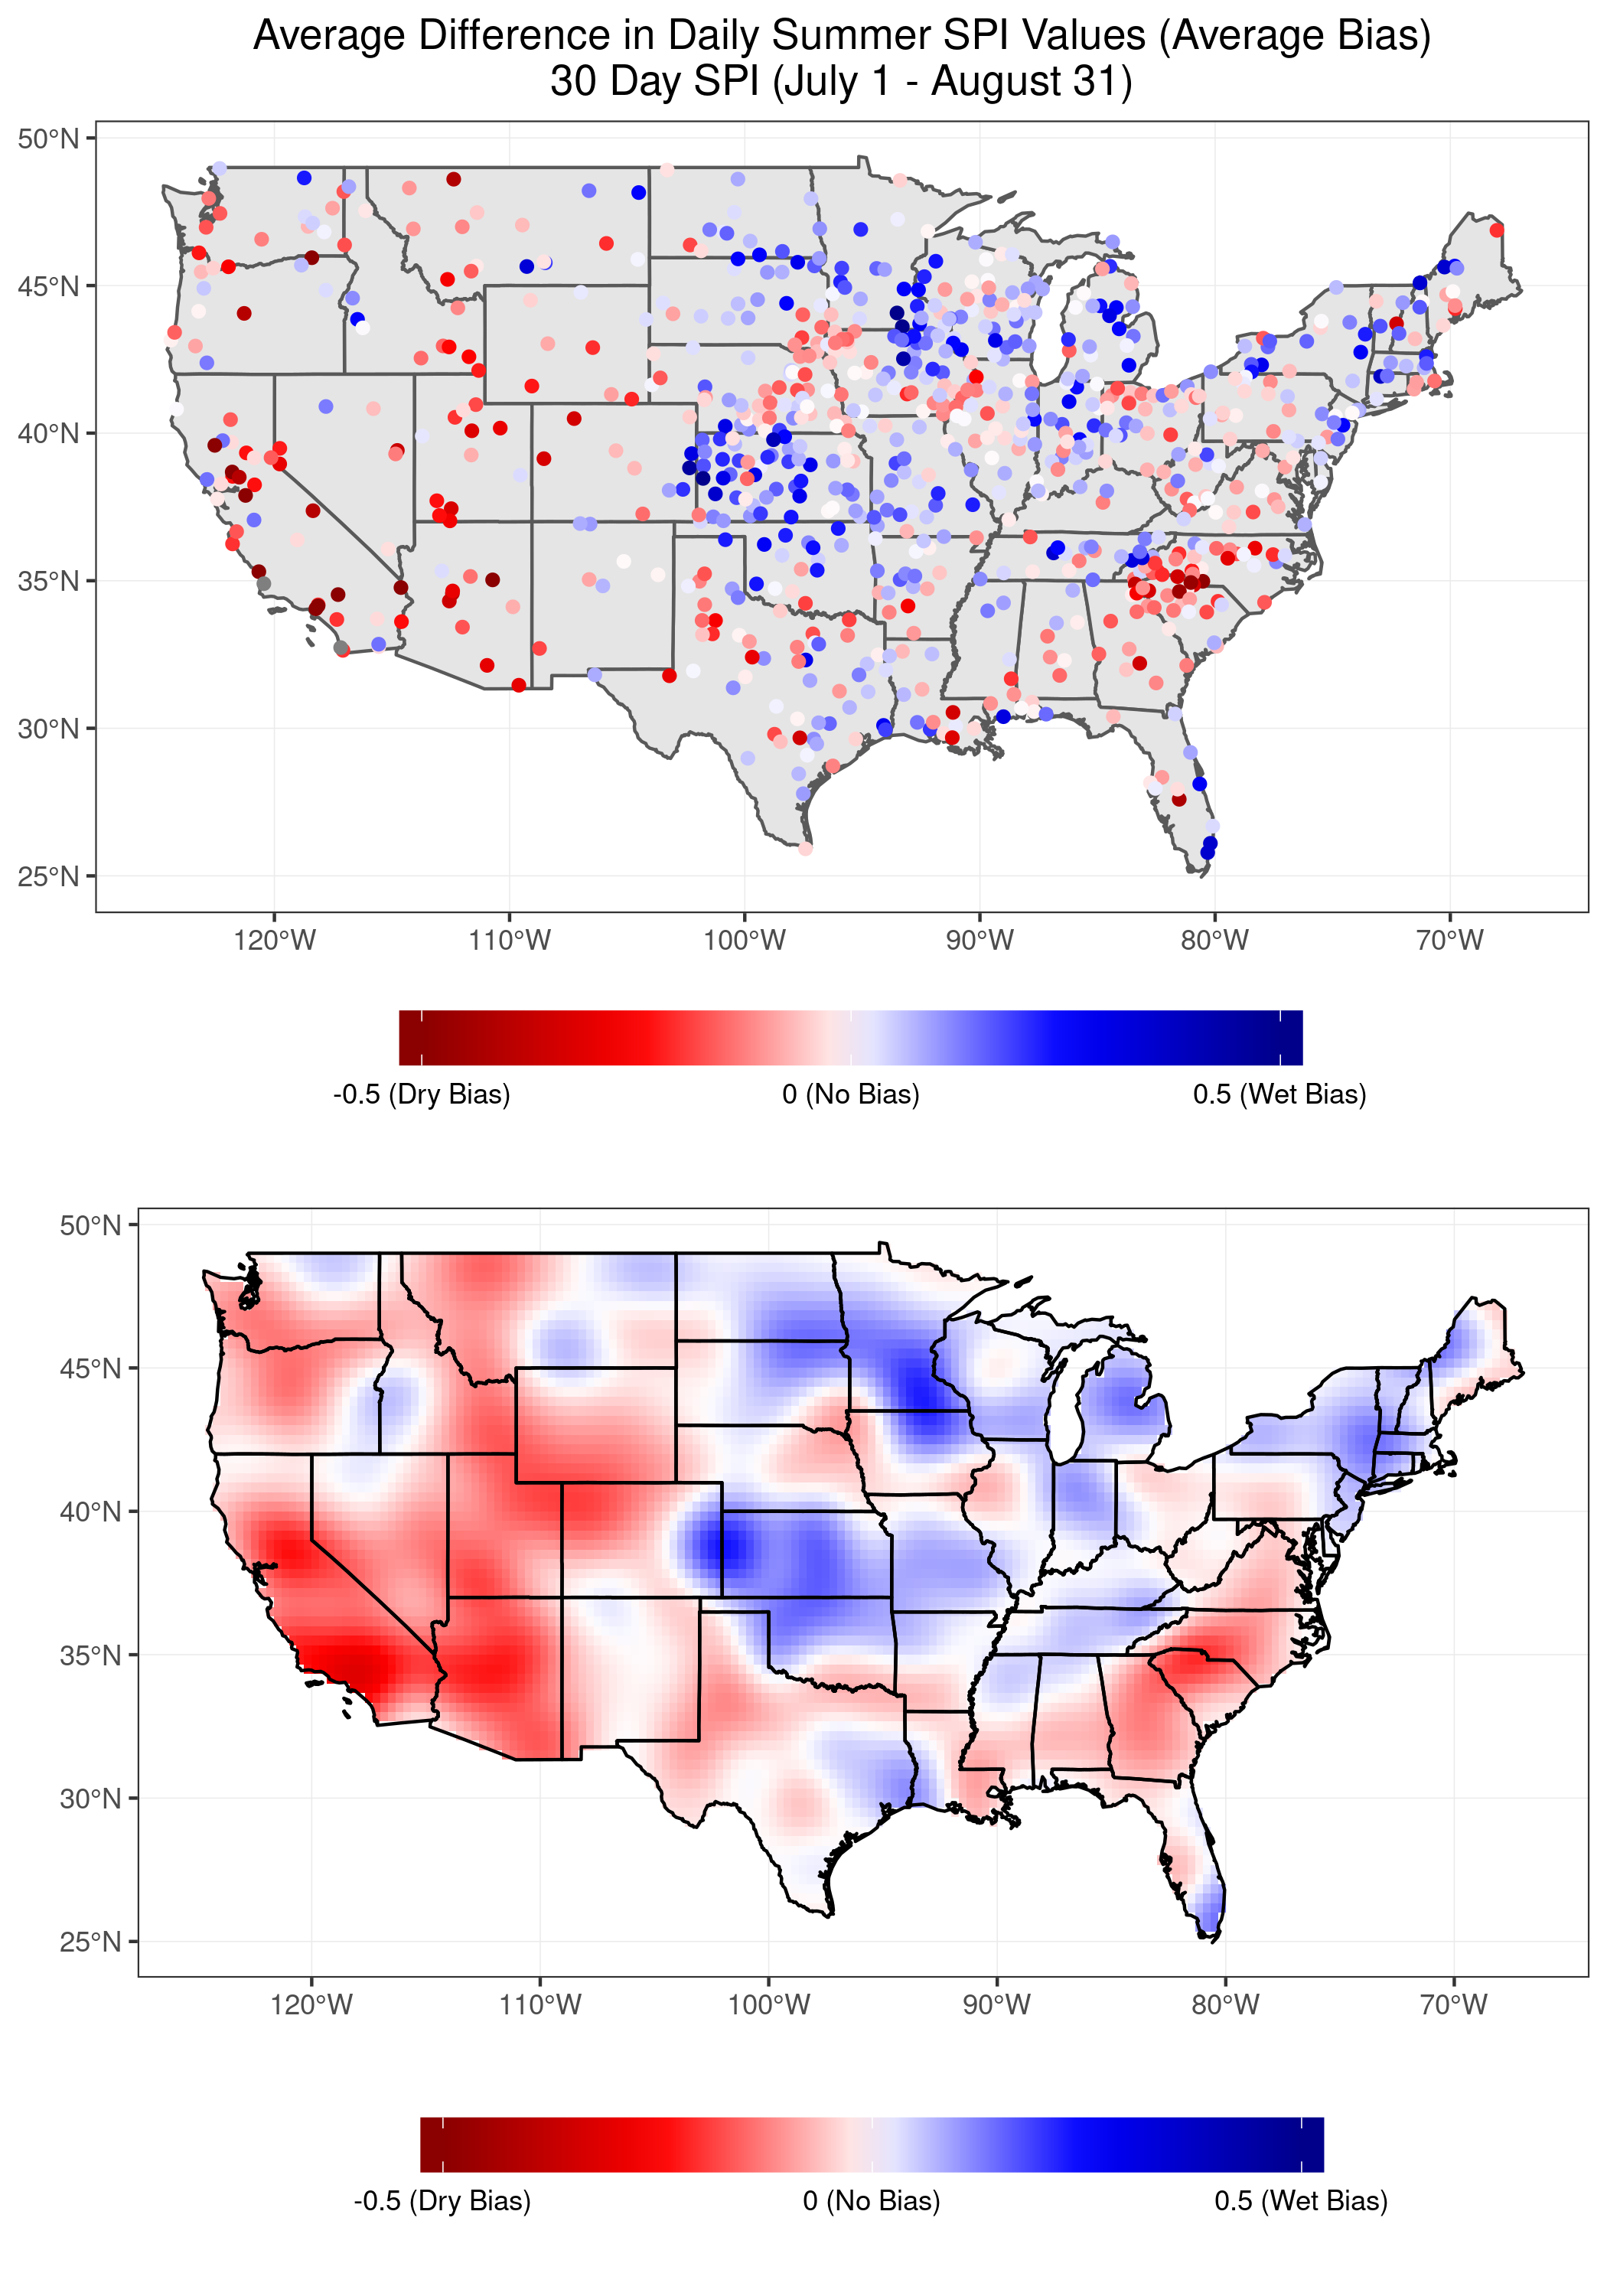 Average Difference in Daily Summer SPI Values (Average Bias)
30 Day SPI (July 1 - August 31)
50°N
45°N
40°N
35°N
30°N
25°N
120°W 110°W 100°W 90°W 80°W 70°W
-0.5 (Dry Bias) 0 (No Bias) 0.5 (Wet Bias)
50°N
45°N
40°N
35°N
30°N
25°N
120°W 110°W 100°W 90°W 80°W 70°W
-0.5 (Dry Bias) 0 (No Bias) 0.5 (Wet Bias)